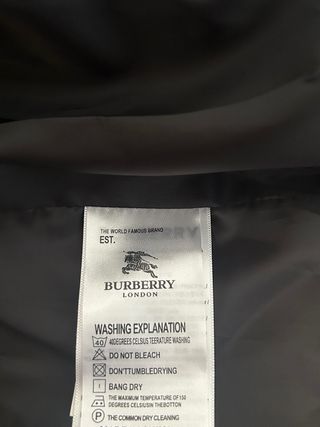 THE WORLD FAMOUS BRAND
EST.
BURBERRY
LONDON
WASHING EXPLANATION
40 40DEGREES CELSIUS TEERATURE WASHING
DO NOT BLEACH
DON'TTUMBLEDRYING
BANG DRY
THE MAXIMUM TEMPERATURE OF 150
DEGREES CELSIUSIN THEBOTTON
P THE COMMON DRY CLEANING